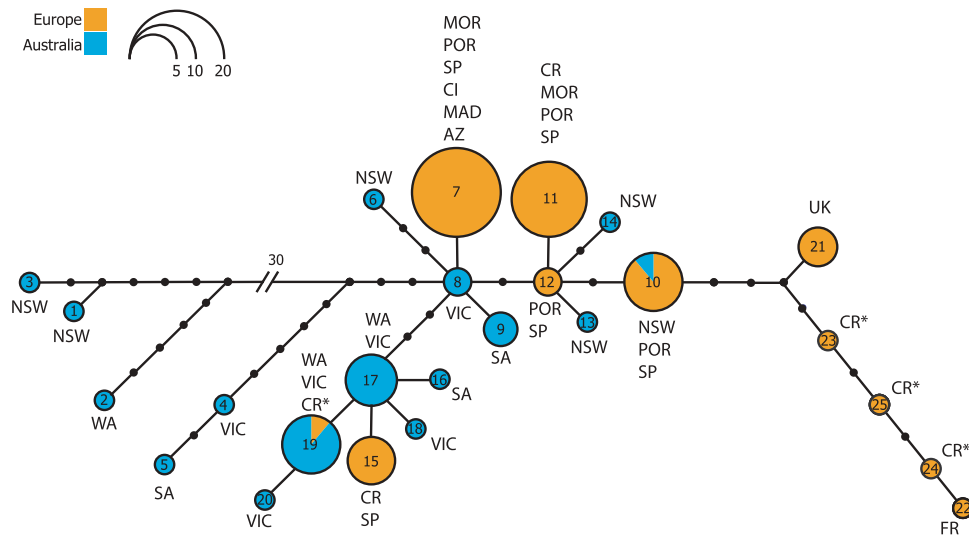 Europe
Australia
5 10 20
MOR
POR
SP
CI
MAD
AZ
CR
MOR
POR
SP
NSW
6
7
11
NSW
14
UK
21
30
3
NSW
1
NSW
8
VIC
12
POR
SP
13
NSW
10
NSW
POR
SP
9
SA
23
CR*
2
WA
4
VIC
5
SA
WA
VIC
17
16
SA
18
VIC
WA
VIC
CR*
19
15
CR
SP
20
VIC
25
CR*
24
CR*
22
FR